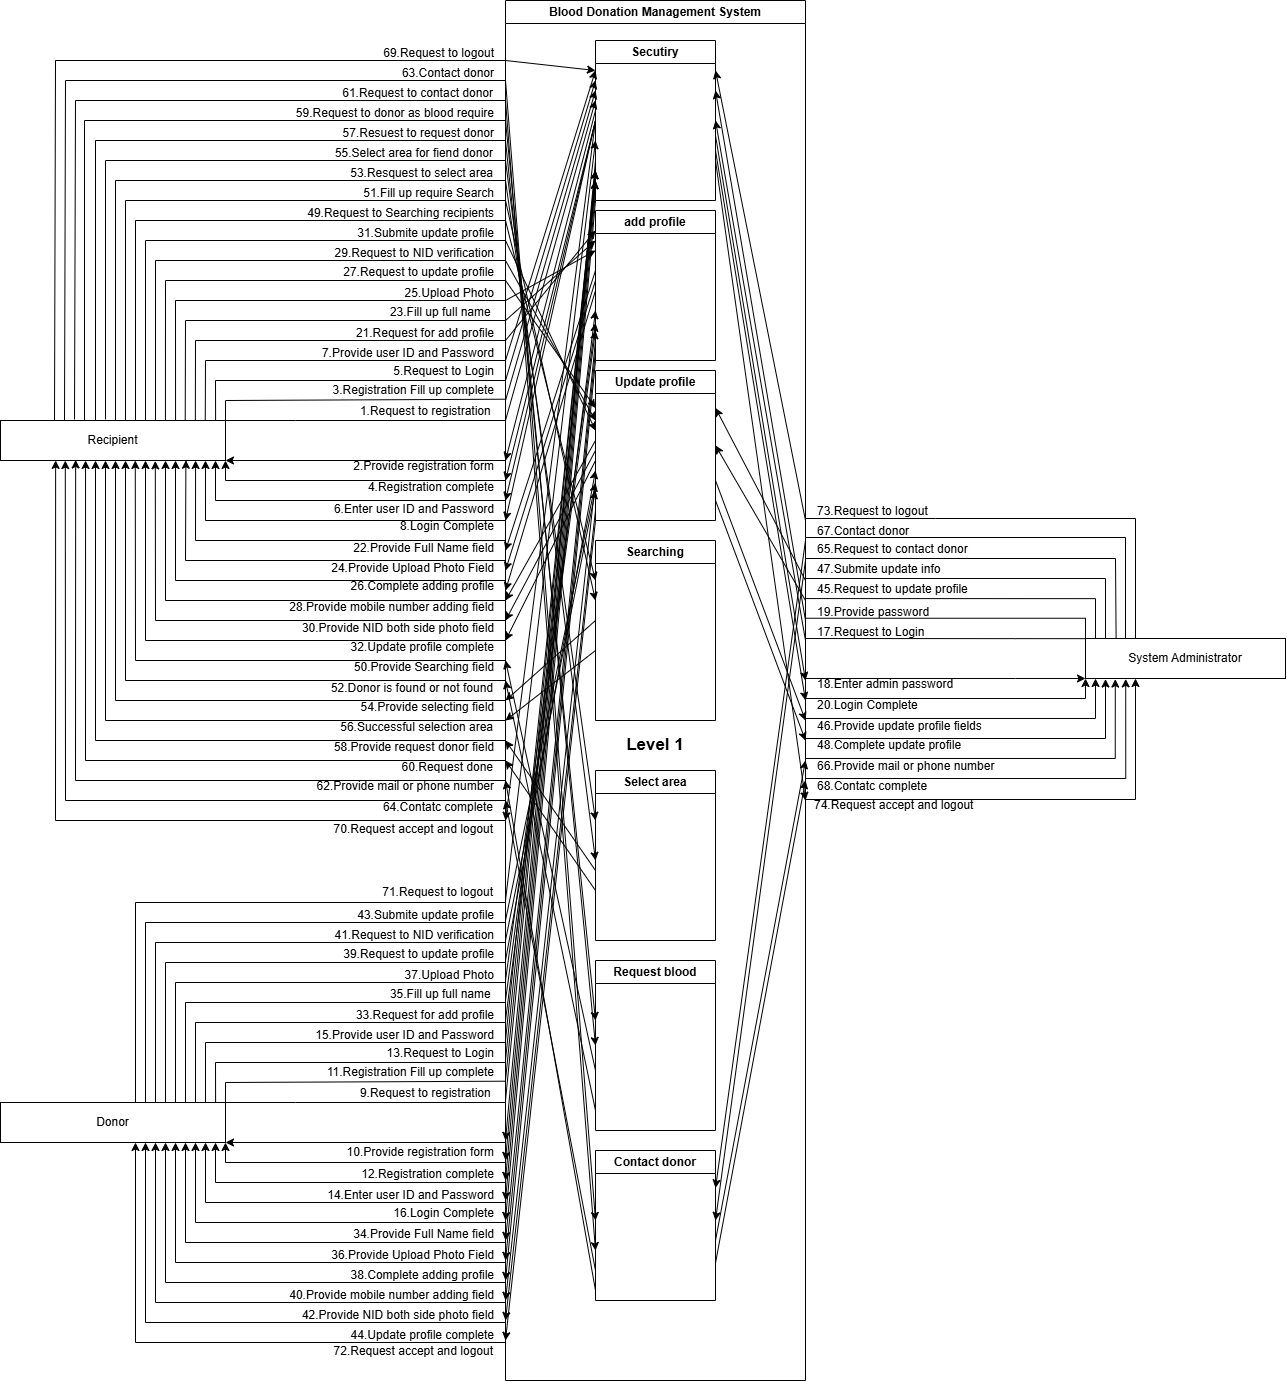 Blood Donation Management System
Secutiry
69.Request to logout
63.Contact donor
61.Request to contact donor
59.Request to donor as blood require
57.Resuest to request donor
55.Select area for fiend donor
53.Resquest to select area
51.Fill up require Search
49.Request to Searching recipients
31.Submite update profile
29.Request to NID verification
27.Request to update profile
25.Upload Photo
23.Fill up full name
21.Request for add profile
7.Provide user ID and Password
5.Request to Login
3.Registration Fill up complete
1.Request to registration
Recipient
2.Provide registration form
4.Registration complete
6.Enter user ID and Password
8.Login Complete
22.Provide Full Name field
24.Provide Upload Photo Field
26.Complete adding profile
28.Provide mobile number adding field
30.Provide NID both side photo field
32.Update profile complete
50.Provide Searching field
52.Donor is found or not found
54.Provide selecting field
56.Successful selection area
58.Provide request donor field
60.Request done
62.Provide mail or phone number
64.Contatc complete
70.Request accept and logout
add profile
Update profile
Searching
Level 1
Select area
Request blood
Contact donor
73.Request to logout
67.Contact donor
65.Request to contact donor
47.Submite update info
45.Request to update profile
19.Provide password
17.Request to Login
System Administrator
18.Enter admin password
20.Login Complete
46.Provide update profile fields
48.Complete update profile
66.Provide mail or phone number
68.Contatc complete
74.Request accept and logout
71.Request to logout
43.Submite update profile
41.Request to NID verification
39.Request to update profile
37.Upload Photo
35.Fill up full name
33.Request for add profile
15.Provide user ID and Password
13.Request to Login
11.Registration Fill up complete
9.Request to registration
Donor
10.Provide registration form
12.Registration complete
14.Enter user ID and Password
16.Login Complete
34.Provide Full Name field
36.Provide Upload Photo Field
38.Complete adding profile
40.Provide mobile number adding field
42.Provide NID both side photo field
44.Update profile complete
72.Request accept and logout